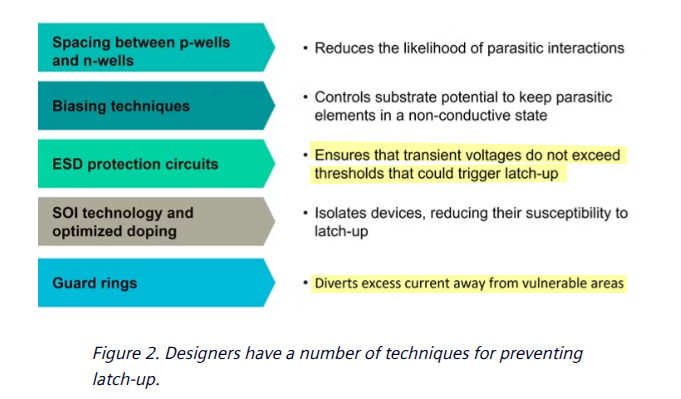 Spacing between p-wells
and n-wells
• Reduces the likelihood of parasitic interactions
Biasing techniques
• Controls substrate potential to keep parasitic
elements in a non-conductive state
ESD protection circuits
• Ensures that transient voltages do not exceed
thresholds that could trigger latch-up
SOI technology and
optimized doping
• Isolates devices, reducing their susceptibility to
latch-up
Guard rings
• Diverts excess current away from vulnerable areas
Figure 2. Designers have a number of techniques for preventing
latch-up.